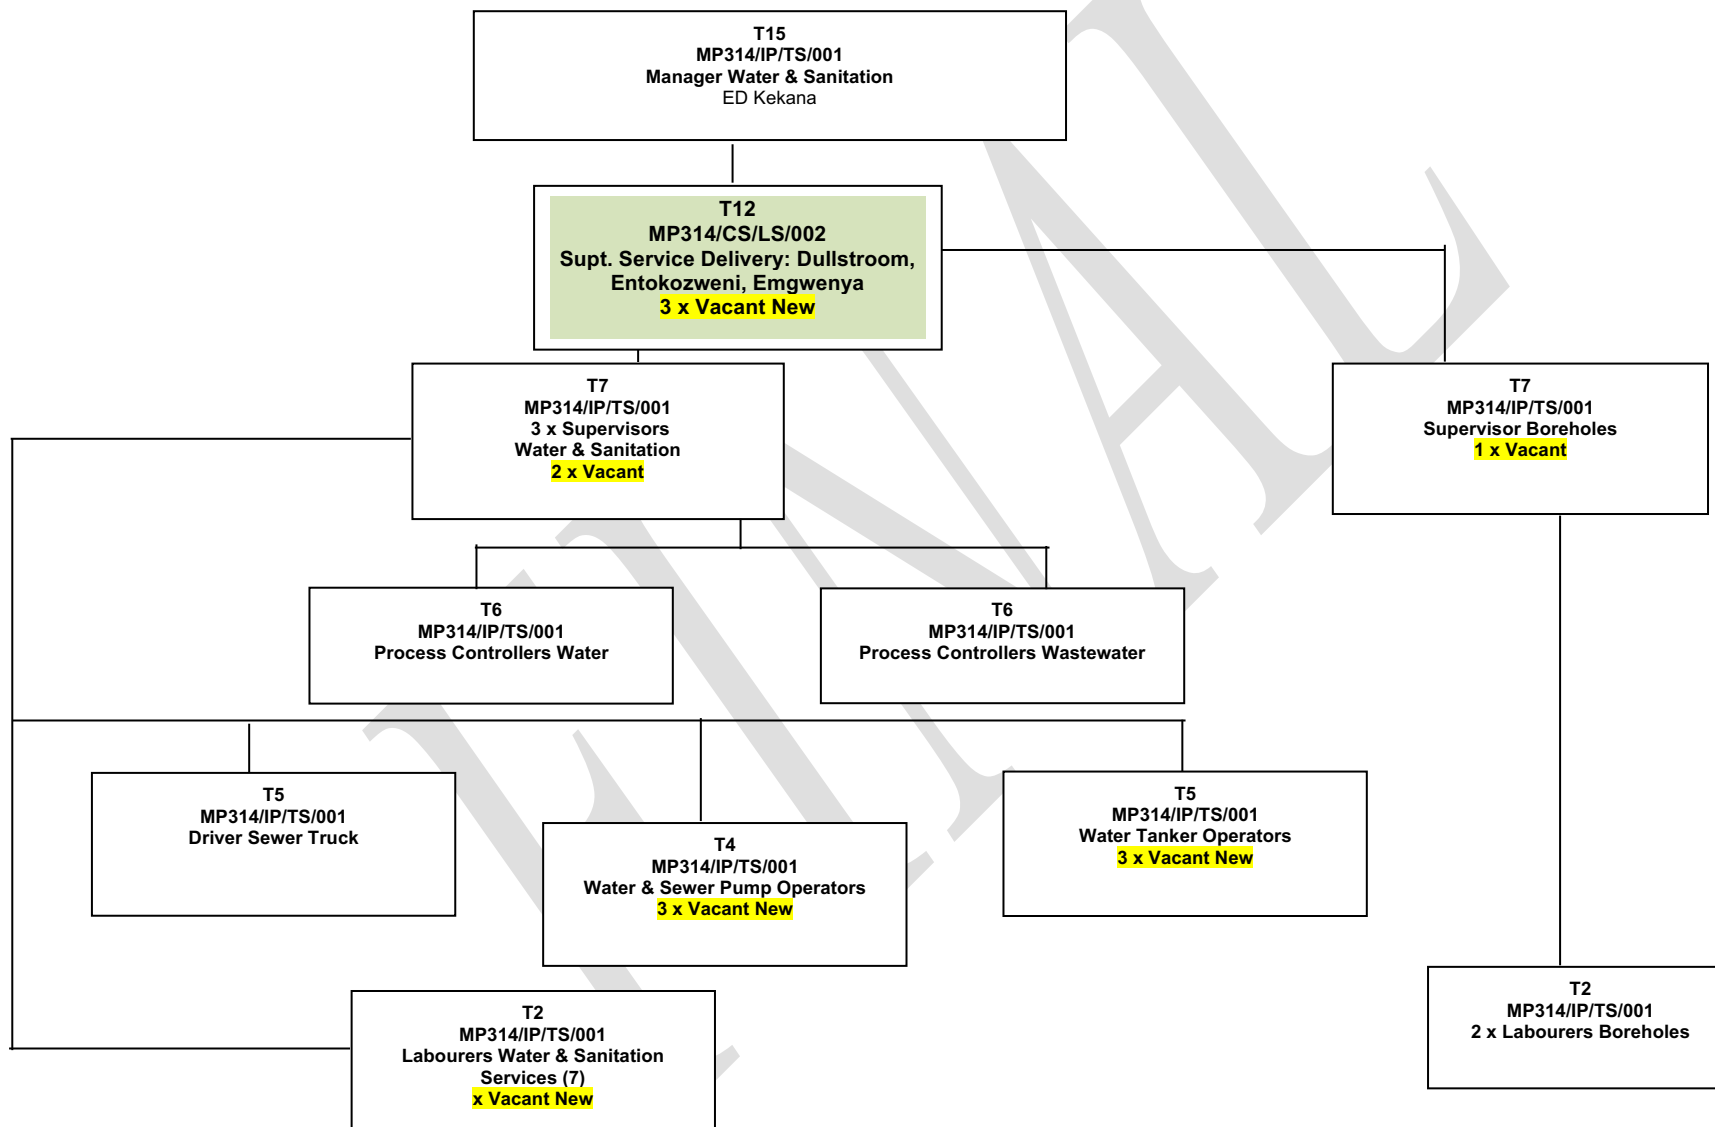 T15
MP314/IP/TS/001
Manager Water & Sanitation
ED Kekana
T12
MP314/CS/LS/002
Supt. Service Delivery: Dullstroom,
Entokozweni, Emgwenya
3 x Vacant New
T7
MP314/IP/TS/001
3 x Supervisors
Water & Sanitation
2 x Vacant
T7
MP314/IP/TS/001
Supervisor Boreholes
1 x Vacant
T6
MP314/IP/TS/001
Process Controllers Water
T6
MP314/IP/TS/001
Process Controllers Wastewater
T5
MP314/IP/TS/001
Driver Sewer Truck
T4
MP314/IP/TS/001
Water & Sewer Pump Operators
3 x Vacant New
T5
MP314/IP/TS/001
Water Tanker Operators
3 x Vacant New
T2
MP314/IP/TS/001
Labourers Water & Sanitation
Services (7)
x Vacant New
T2
MP314/IP/TS/001
2 x Labourers Boreholes
FINAL